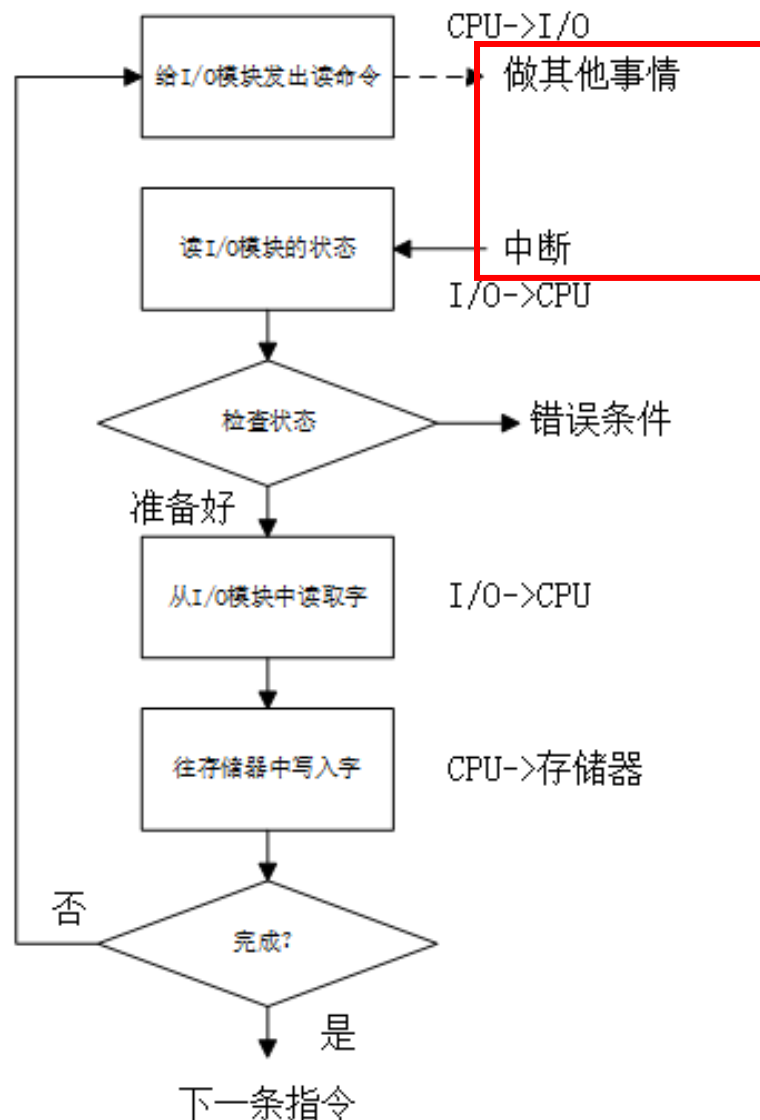 CPU->I/O
给I/O模块发出读命令
做其他事情
读I/O模块的状态
中断
I/O->CPU
检查状态
错误条件
准备好
从I/O模块中读取字
I/O->CPU
往存储器中写入字
CPU->存储器
否
完成?
是
下一条指令